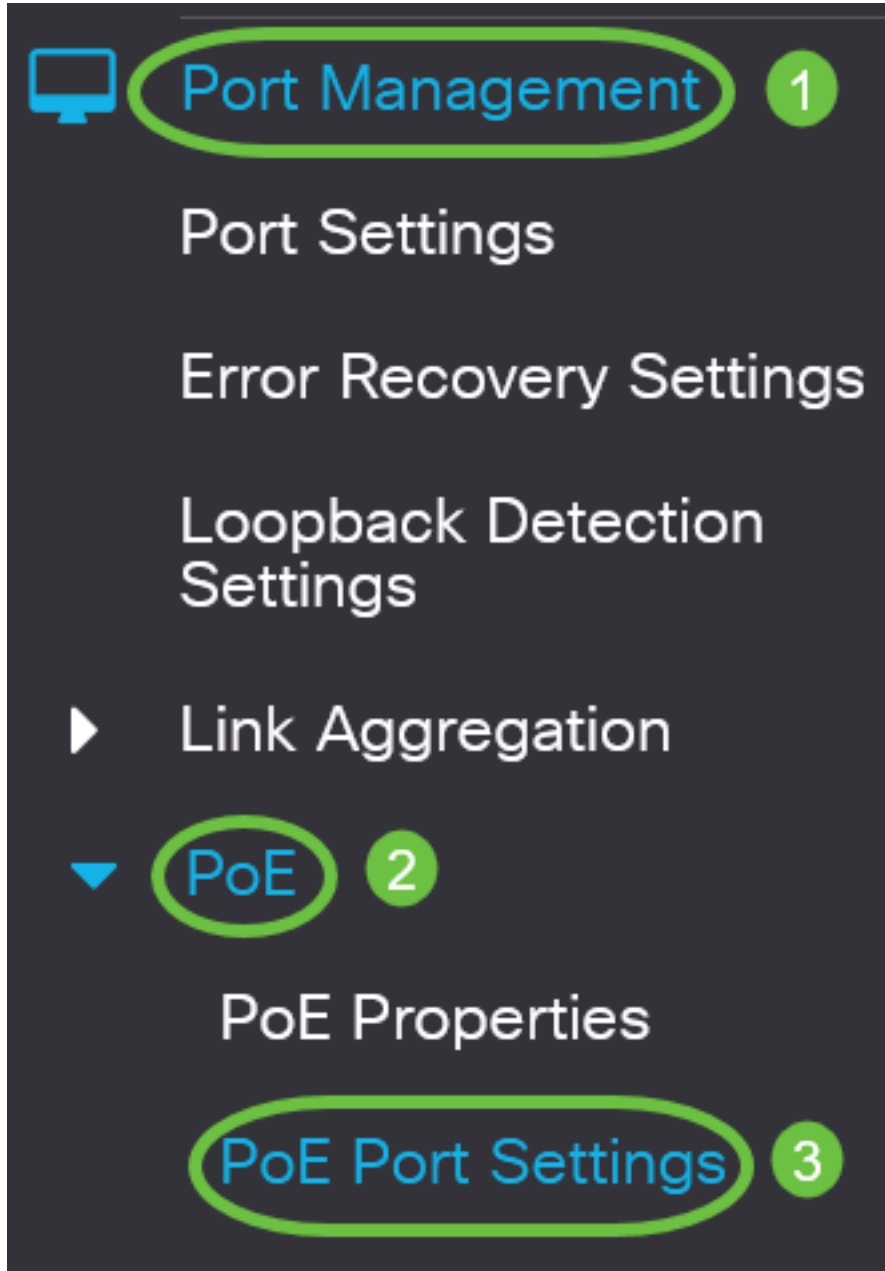 Port Management 1
Port Settings
Error Recovery Settings
Loopback Detection
Settings
Link Aggregation
PoE 2
PoE Properties
PoE Port Settings 3